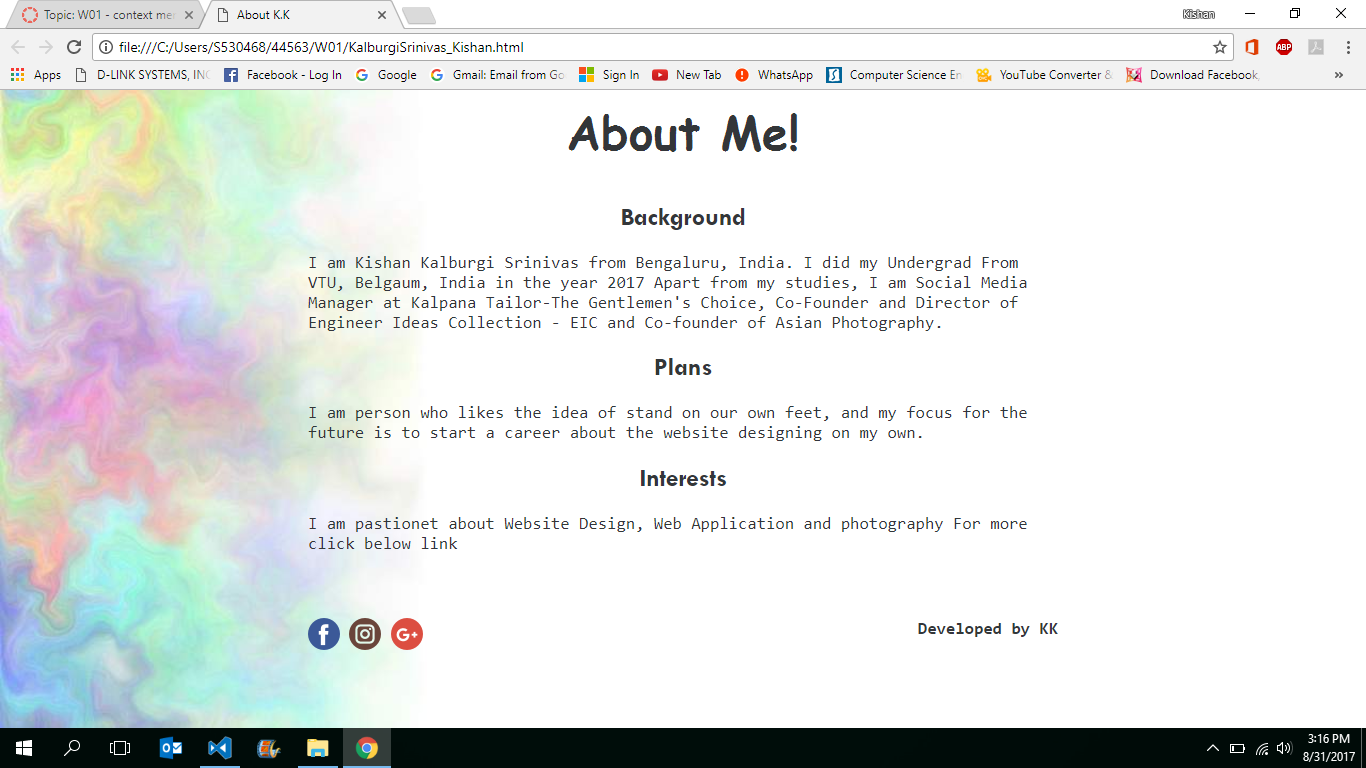 Topic: W01 - context mer
About K.K
Kishan
file:///C:/Users/S530468/44563/W01/KalburgiSrinivas_Kishan.html
ABP
Apps
D-LINK SYSTEMS, INC
Facebook - Log In
Google
Gmail: Email from Go
Sign In
New Tab
WhatsApp
Computer Science En
YouTube Converter &
Download Facebook
About Me!
Background
I am Kishan Kalburgi Srinivas from Bengaluru, India. I did my Undergrad From
VTU, Belgaum, India in the year 2017 Apart from my studies, I am Social Media
Manager at Kalpana Tailor-The Gentlemen's Choice, Co-Founder and Director of
Engineer Ideas Collection - EIC and Co-founder of Asian Photography.
Plans
I am person who likes the idea of stand on our own feet, and my focus for the
future is to start a career about the website designing on my own.
Interests
I am pastionet about Website Design, Web Application and photography For more
click below link
Developed by KK
3:16 PM
8/31/2017